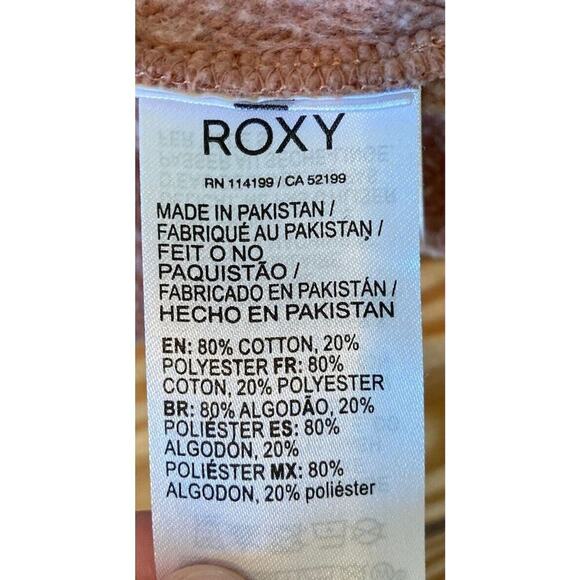 ROXY
RN 114199 / CA 52199
MADE IN PAKISTAN /
FABRIQUÉ AU PAKISTAN /
FEIT O NO
PAQUISTÃO /
FABRICADO EN PAKISTÁN /
HECHO EN PAKISTAN
EN: 80% COTTON, 20%
POLYESTER FR: 80%
COTON, 20% POLYESTER
BR: 80% ALGODÃO, 20%
POLIÉSTER ES: 80%
ALGODÓN, 20%
POLIÉSTER MX: 80%
ALGODON, 20% poliéster